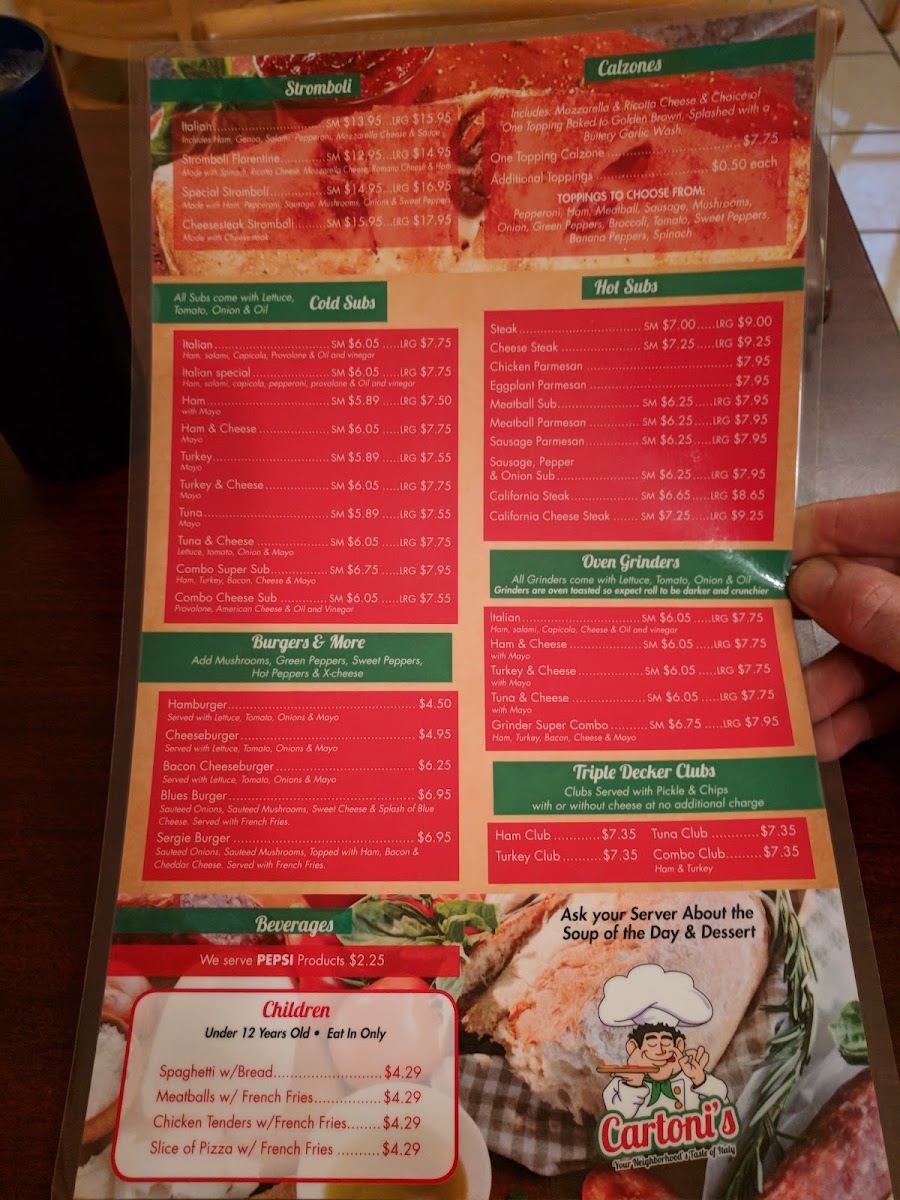 Stromboli
Italian.....SM $13.95...LRG $15.95
Includes Ham, Genoa, Salami, Pepperoni, Mozzarella Cheese & Sauce
Stromboli Florentine.....SM $12.95...LRG $14.95
Made with Spinach, Ricotta Cheese, Mozzarella Cheese, Romano Cheese & Ham
Special Stromboli.....SM $14.95...LRG $16.95
Made with Ham, Pepperoni, Sausage, Mushrooms, Onions & Sweet Peppers
Cheesesteak Stromboli.....SM $15.95...LRG $17.95
Made with Cheesesteak
Calzones
Includes: Mozzarella & Ricotta Cheese & Choice of
One Topping Baked to Golden Brown, Splashed with a
Buttery Garlic Wash.
One Topping Calzone.....$7.75
Additional Toppings.....$0.50 each
TOPPINGS TO CHOOSE FROM:
Pepperoni, Ham, Meatball, Sausage, Mushrooms,
Onion, Green Peppers, Broccoli, Tomato, Sweet Peppers,
Banana Peppers, Spinach
All Subs come with Lettuce,
Tomato, Onion & Oil
Cold Subs
Italian.....SM $6.05.....LRG $7.75
Ham, salami, Capicola, Provolone & Oil and vinegar
Italian special.....SM $6.05.....LRG $7.75
Ham, salami, capicola, pepperoni, provolone & Oil and vinegar
Ham.....SM $5.89.....LRG $7.50
with Mayo
Ham & Cheese.....SM $6.05.....LRG $7.75
Mayo
Turkey.....SM $5.89.....LRG $7.55
Mayo
Turkey & Cheese.....SM $6.05.....LRG $7.75
Mayo
Tuna.....SM $5.89.....LRG $7.55
Mayo
Tuna & Cheese.....SM $6.05.....LRG $7.75
Lettuce, tomato, Onion & Mayo
Combo Super Sub.....SM $6.75.....LRG $7.95
Ham, Turkey, Bacon, Cheese & Mayo
Combo Cheese Sub.....SM $6.05.....LRG $7.55
Provolone, American Cheese & Oil and Vinegar
Burgers & More
Add Mushrooms, Green Peppers, Sweet Peppers,
Hot Peppers & X-cheese
Hamburger.....$4.50
Served with Lettuce, Tomato, Onions & Mayo
Cheeseburger.....$4.95
Served with Lettuce, Tomato, Onions & Mayo
Bacon Cheeseburger.....$6.25
Served with Lettuce, Tomato, Onions & Mayo
Blues Burger.....$6.95
Sauteed Onions, Sauteed Mushrooms, Sweet Cheese & Splash of Blue
Cheese. Served with French Fries.
Sergie Burger.....$6.95
Sauteed Onions, Sauteed Mushrooms, Topped with Ham, Bacon &
Cheddar Cheese. Served with French Fries.
Hot Subs
Steak.....SM $7.00.....LRG $9.00
Cheese Steak.....SM $7.25.....LRG $9.25
Chicken Parmesan.....$7.95
Eggplant Parmesan.....$7.95
Meatball Sub.....SM $6.25.....LRG $7.95
Meatball Parmesan.....SM $6.25.....LRG $7.95
Sausage Parmesan.....SM $6.25.....LRG $7.95
Sausage, Pepper
& Onion Sub.....SM $6.25.....LRG $7.95
California Steak.....SM $6.65.....LRG $8.65
California Cheese Steak.....SM $7.25.....LRG $9.25
Oven Grinders
All Grinders come with Lettuce, Tomato, Onion & Oil
Grinders are oven toasted so expect roll to be darker and crunchier
Italian.....SM $6.05.....LRG $7.75
Ham, salami, Capicola, Cheese & Oil and vinegar
Ham & Cheese.....SM $6.05.....LRG $7.75
with Mayo
Turkey & Cheese.....SM $6.05.....LRG $7.75
with Mayo
Tuna & Cheese.....SM $6.05.....LRG $7.75
with Mayo
Grinder Super Combo.....SM $6.75.....LRG $7.95
Ham, Turkey, Bacon, Cheese & Mayo
Triple Decker Clubs
Clubs Served with Pickle & Chips
with or without cheese at no additional charge
Ham Club.....$7.35 Tuna Club.....$7.35
Turkey Club.....$7.35 Combo Club.....$7.35
Ham & Turkey
Beverages
We serve PEPSI Products $2.25
Children
Under 12 Years Old • Eat In Only
Spaghetti w/Bread.....$4.29
Meatballs w/ French Fries.....$4.29
Chicken Tenders w/French Fries.....$4.29
Slice of Pizza w/ French Fries.....$4.29
Ask your Server About the
Soup of the Day & Dessert
Cartoni's
Your Neighborhood's Taste of Italy